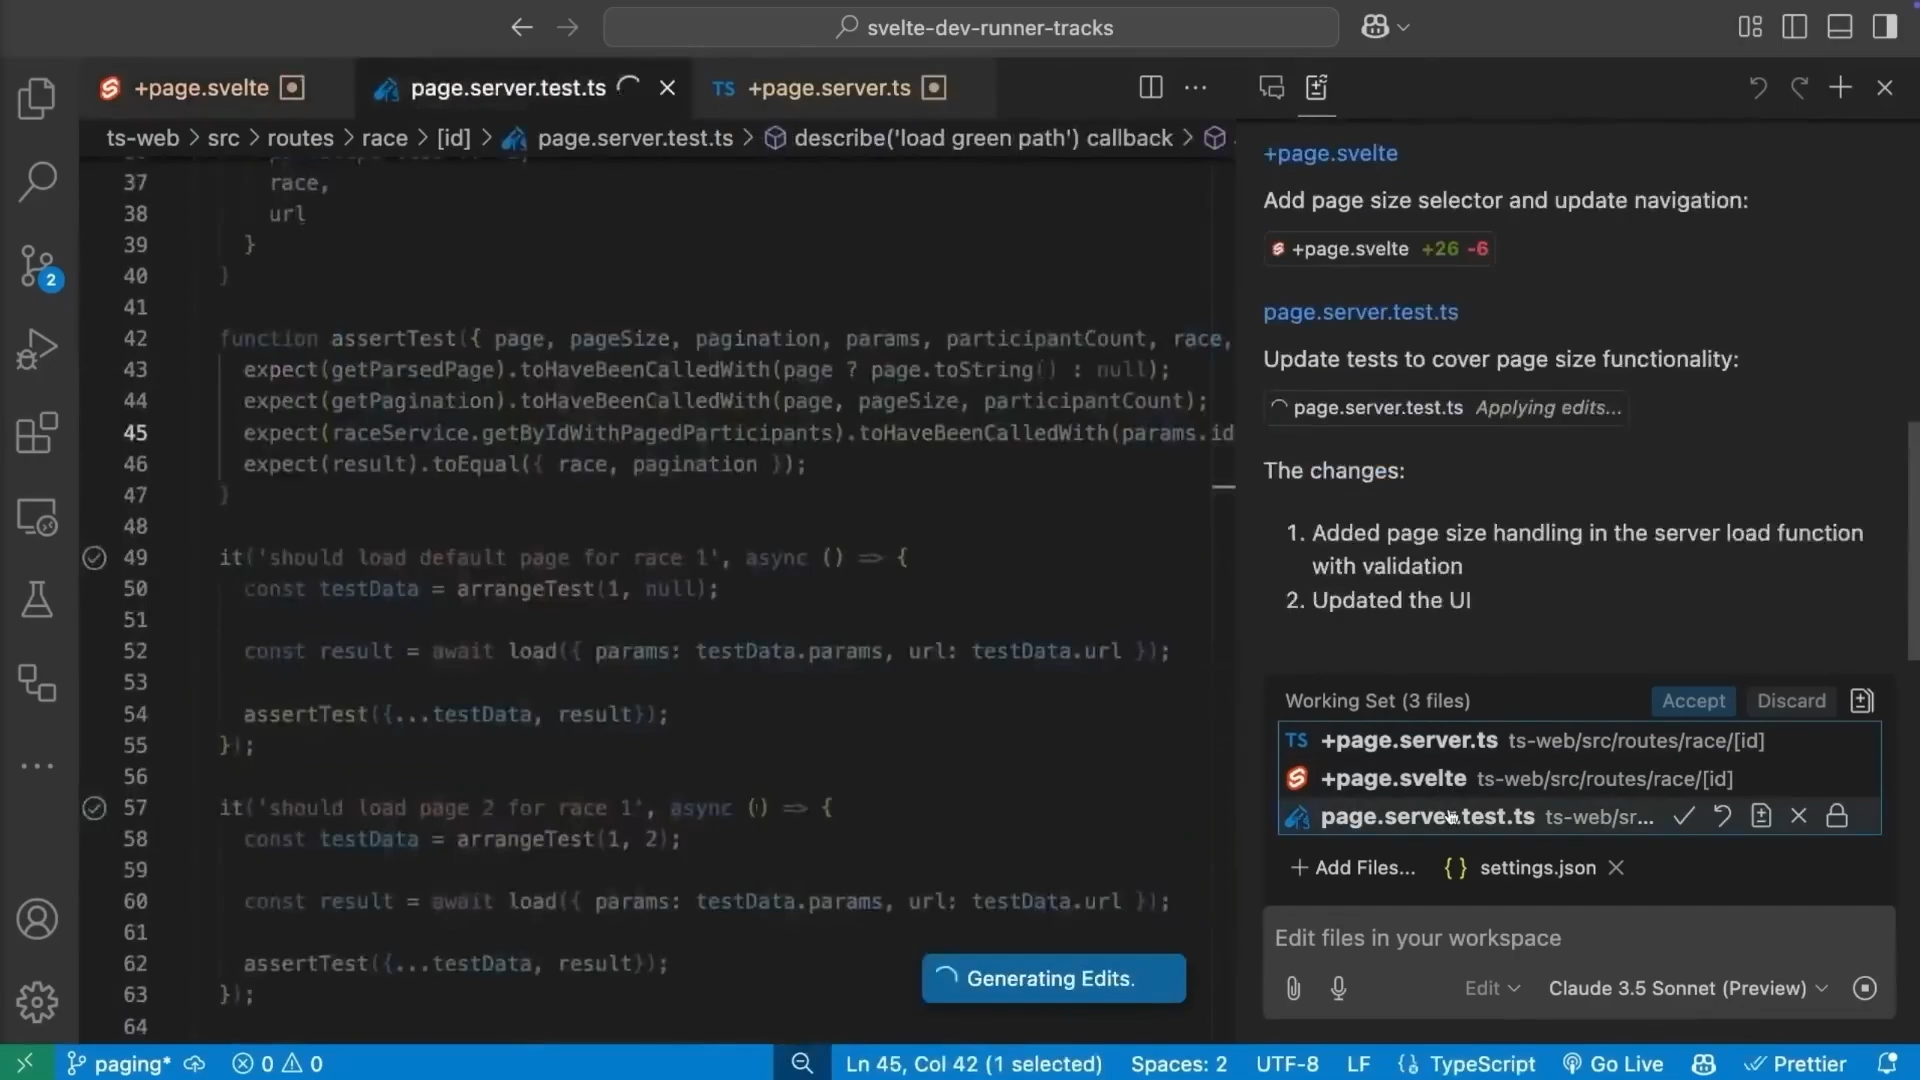 svelte-dev-runner-tracks
+page.svelte
page.server.test.ts
TS +page.server.ts
ts-web > src > routes > race > [id] > page.server.test.ts > describe('load green path') callback >
37 race,
38 url
39 }
40 }
41
42 function assertTest({ page, pageSize, pagination, params, participantCount, race,
43 expect(getParsedPage).toHaveBeenCalledWith(page ? page.toString() : null);
44 expect(getPagination).toHaveBeenCalledWith(page, pageSize, participantCount);
45 expect(raceService.getByIdWithPagedParticipants).toHaveBeenCalledWith(params.id
46 expect(result).toEqual({ race, pagination });
47 }
48
49 it('should load default page for race 1', async () => {
50 const testData = arrangeTest(1, null);
51
52 const result = await load({ params: testData.params, url: testData.url });
53
54 assertTest({...testData, result});
55 });
56
57 it('should load page 2 for race 1', async () => {
58 const testData = arrangeTest(1, 2);
59
60 const result = await load({ params: testData.params, url: testData.url });
61
62 assertTest({...testData, result});
63 });
64
Generating Edits.
+page.svelte
Add page size selector and update navigation:
+page.svelte +26 -6
page.server.test.ts
Update tests to cover page size functionality:
page.server.test.ts Applying edits...
The changes:
1. Added page size handling in the server load function
with validation
2. Updated the UI
Working Set (3 files) Accept Discard
TS +page.server.ts ts-web/src/routes/race/[id]
+page.svelte ts-web/src/routes/race/[id]
page.server.test.ts ts-web/sr...
+ Add Files... {} settings.json
Edit files in your workspace
Edit Claude 3.5 Sonnet (Preview)
2
paging* 0 0 Ln 45, Col 42 (1 selected) Spaces: 2 UTF-8 LF {} TypeScript Go Live Prettier